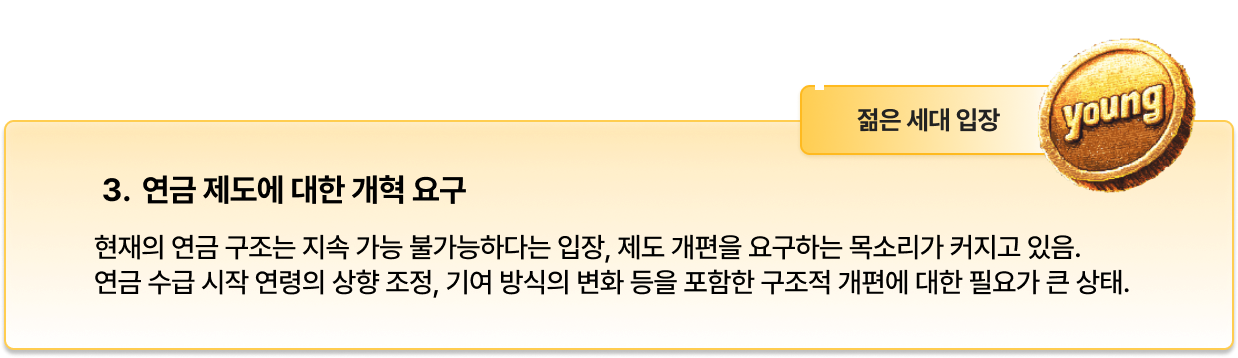 젊은 세대 입장
young
3. 연금 제도에 대한 개혁 요구
현재의 연금 구조는 지속 가능 불가능하다는 입장, 제도 개편을 요구하는 목소리가 커지고 있음.
연금 수급 시작 연령의 상향 조정, 기여 방식의 변화 등을 포함한 구조적 개편에 대한 필요가 큰 상태.